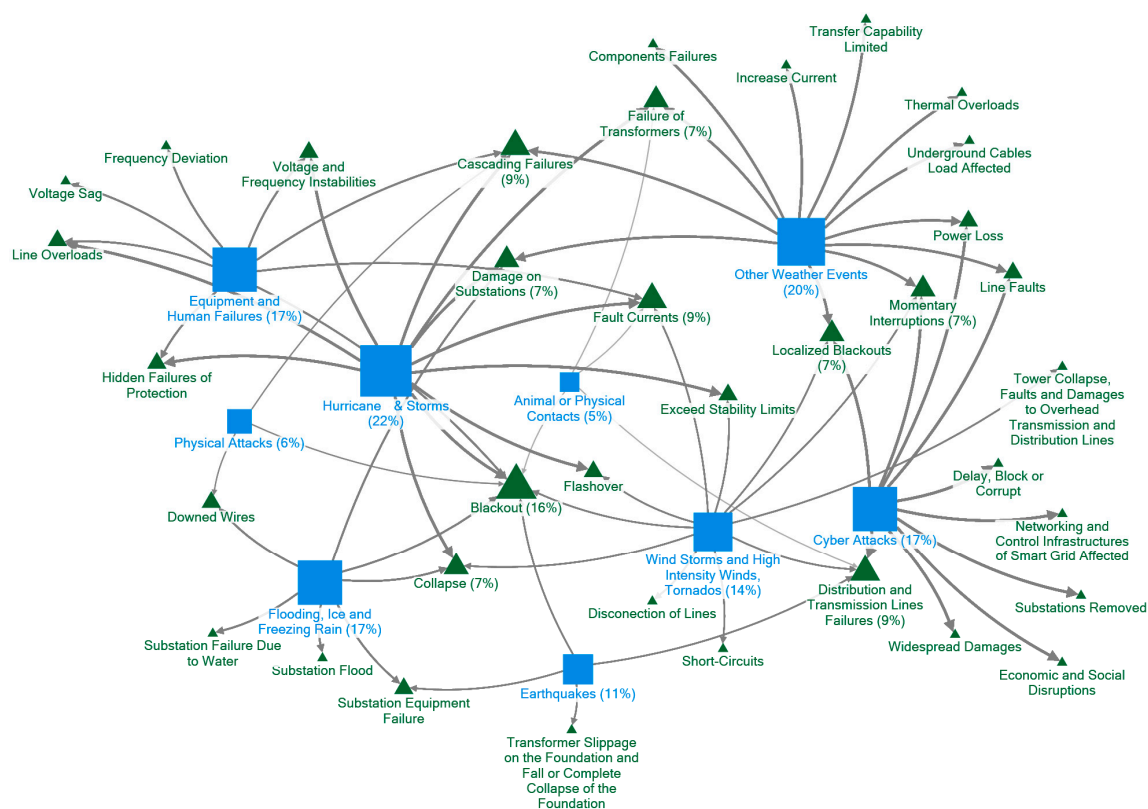 Transfer Capability
Limited
Components Failures
Increase Current
Thermal Overloads
Failure of
Transformers (7%)
Frequency Deviation
Voltage and
Frequency Instabilities
Cascading Failures
(9%)
Underground Cables
Load Affected
Voltage Sag
Line Overloads
Power Loss
Equipment and
Human Failures (17%)
Damage on
Substations (7%)
Other Weather Events
(20%)
Line Faults
Momentary
Interruptions (7%)
Fault Currents (9%)
Localized Blackouts
(7%)
Hidden Failures of
Protection
Hurricane & Storms
(22%)
Animal or Physical
Contacts (5%)
Exceed Stability Limits
Tower Collapse,
Faults and Damages
to Overhead
Transmission and
Distribution Lines
Physical Attacks (6%)
Flashover
Blackout (16%)
Delay, Block or
Corrupt
Downed Wires
Cyber Attacks (17%)
Networking and
Control Infrastructures
of Smart Grid Affected
Collapse (7%)
Wind Storms and High
Intensity Winds,
Tornados (14%)
Distribution and
Transmission Lines
Failures (9%)
Flooding, Ice and
Freezing Rain (17%)
Disconection of Lines
Substations Removed
Substation Failure Due
to Water
Substation Flood
Short-Circuits
Widespread Damages
Economic and Social
Disruptions
Substation Equipment
Failure
Earthquakes (11%)
Transformer Slippage
on the Foundation and
Fall or Complete
Collapse of the
Foundation